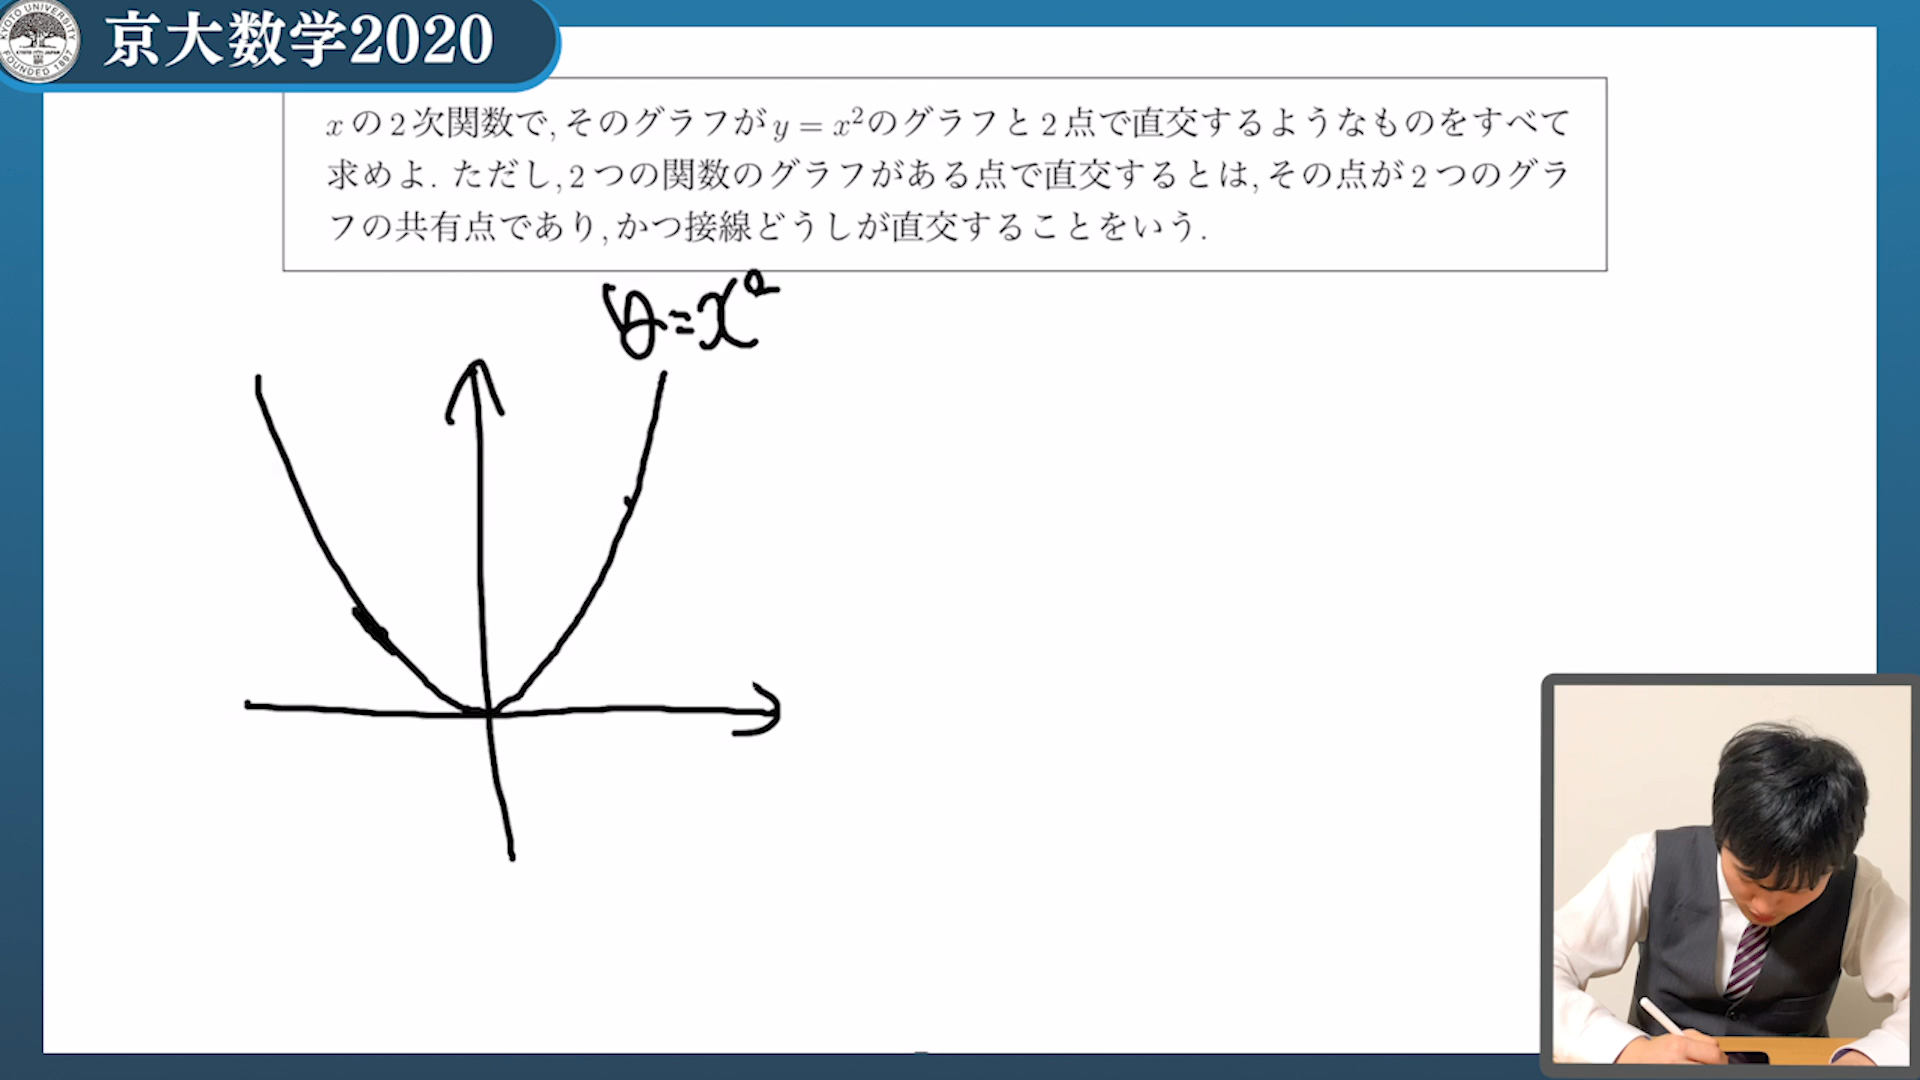 KYOTO UNIVERSITY
FOUNDED 1897
京大数学2020
xの2次関数で, そのグラフがy = x²のグラフと2点で直交するようなものをすべて
求めよ. ただし, 2つの関数のグラフがある点で直交するとは, その点が2つのグラ
フの共有点であり, かつ接線どうしが直交することをいう.
y=x²